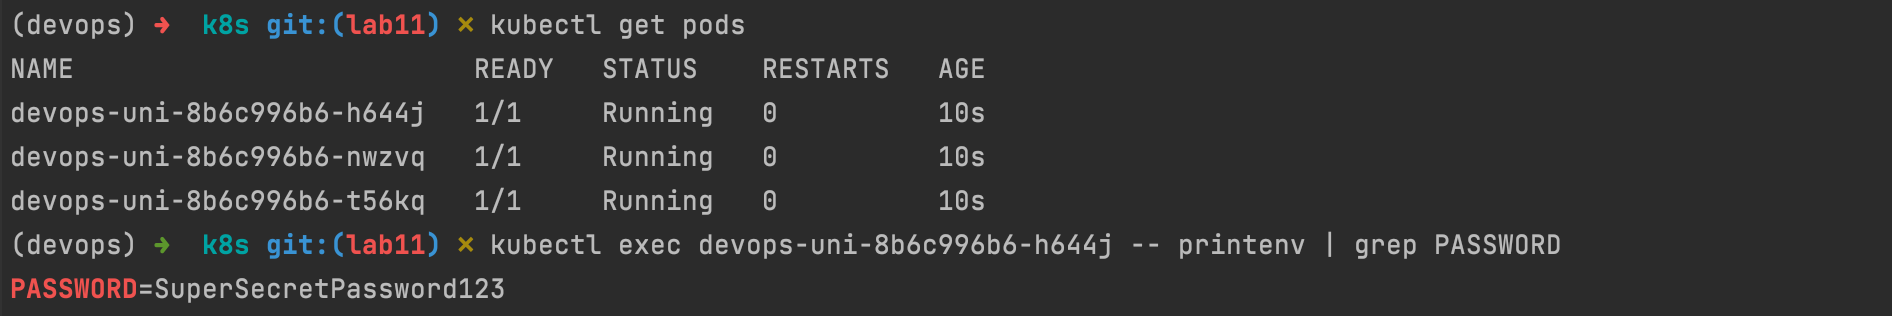 (devops) ➜  k8s git:(lab11) ✗ kubectl get pods
NAME                         READY   STATUS    RESTARTS   AGE
devops-uni-8b6c996b6-h644j   1/1     Running   0          10s
devops-uni-8b6c996b6-nwzvq   1/1     Running   0          10s
devops-uni-8b6c996b6-t56kq   1/1     Running   0          10s
(devops) ➜  k8s git:(lab11) ✗ kubectl exec devops-uni-8b6c996b6-h644j -- printenv | grep PASSWORD
PASSWORD=SuperSecretPassword123